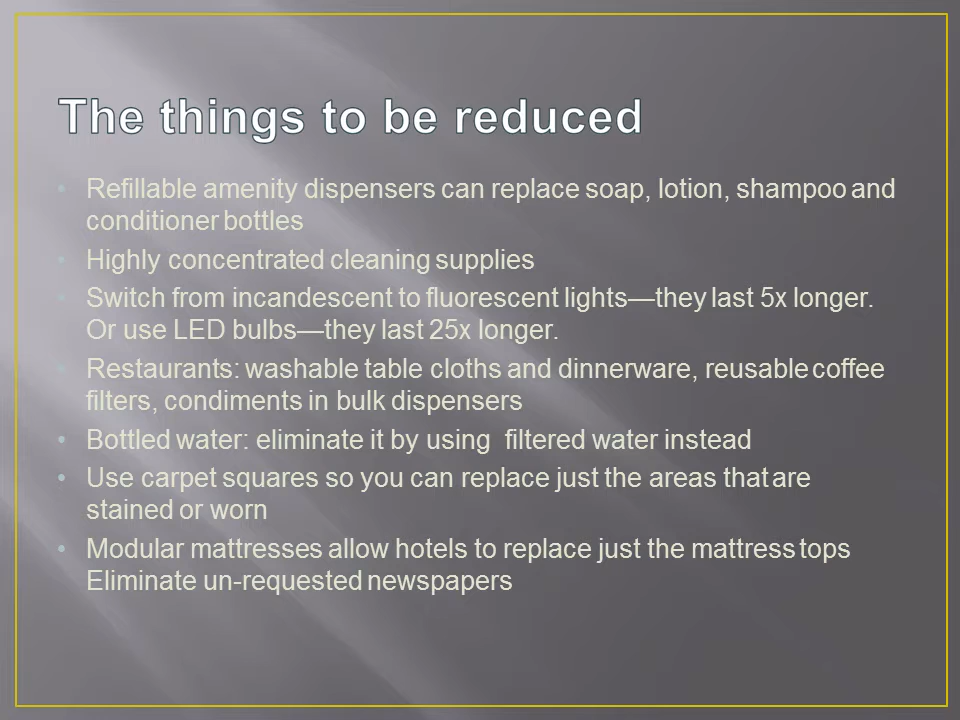 The things to be reduced
• Refillable amenity dispensers can replace soap, lotion, shampoo and
conditioner bottles
• Highly concentrated cleaning supplies
• Switch from incandescent to fluorescent lights—they last 5x longer.
Or use LED bulbs—they last 25x longer.
• Restaurants: washable table cloths and dinnerware, reusable coffee
filters, condiments in bulk dispensers
• Bottled water: eliminate it by using  filtered water instead
• Use carpet squares so you can replace just the areas that are
stained or worn
• Modular mattresses allow hotels to replace just the mattress tops
Eliminate un-requested newspapers